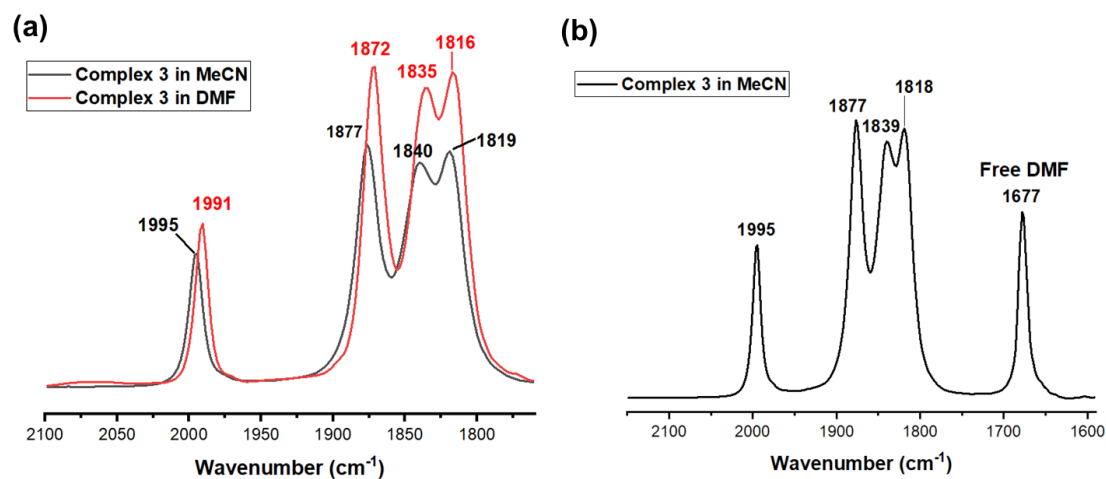 (a)
Complex 3 in MeCN
Complex 3 in DMF
1872
1835
1816
1877
1840
1819
1995
1991
2100 2050 2000 1950 1900 1850 1800
Wavenumber (cm-1)
(b)
Complex 3 in MeCN
1877
1839
1818
Free DMF
1677
1995
2100 2000 1900 1800 1700 1600
Wavenumber (cm-1)